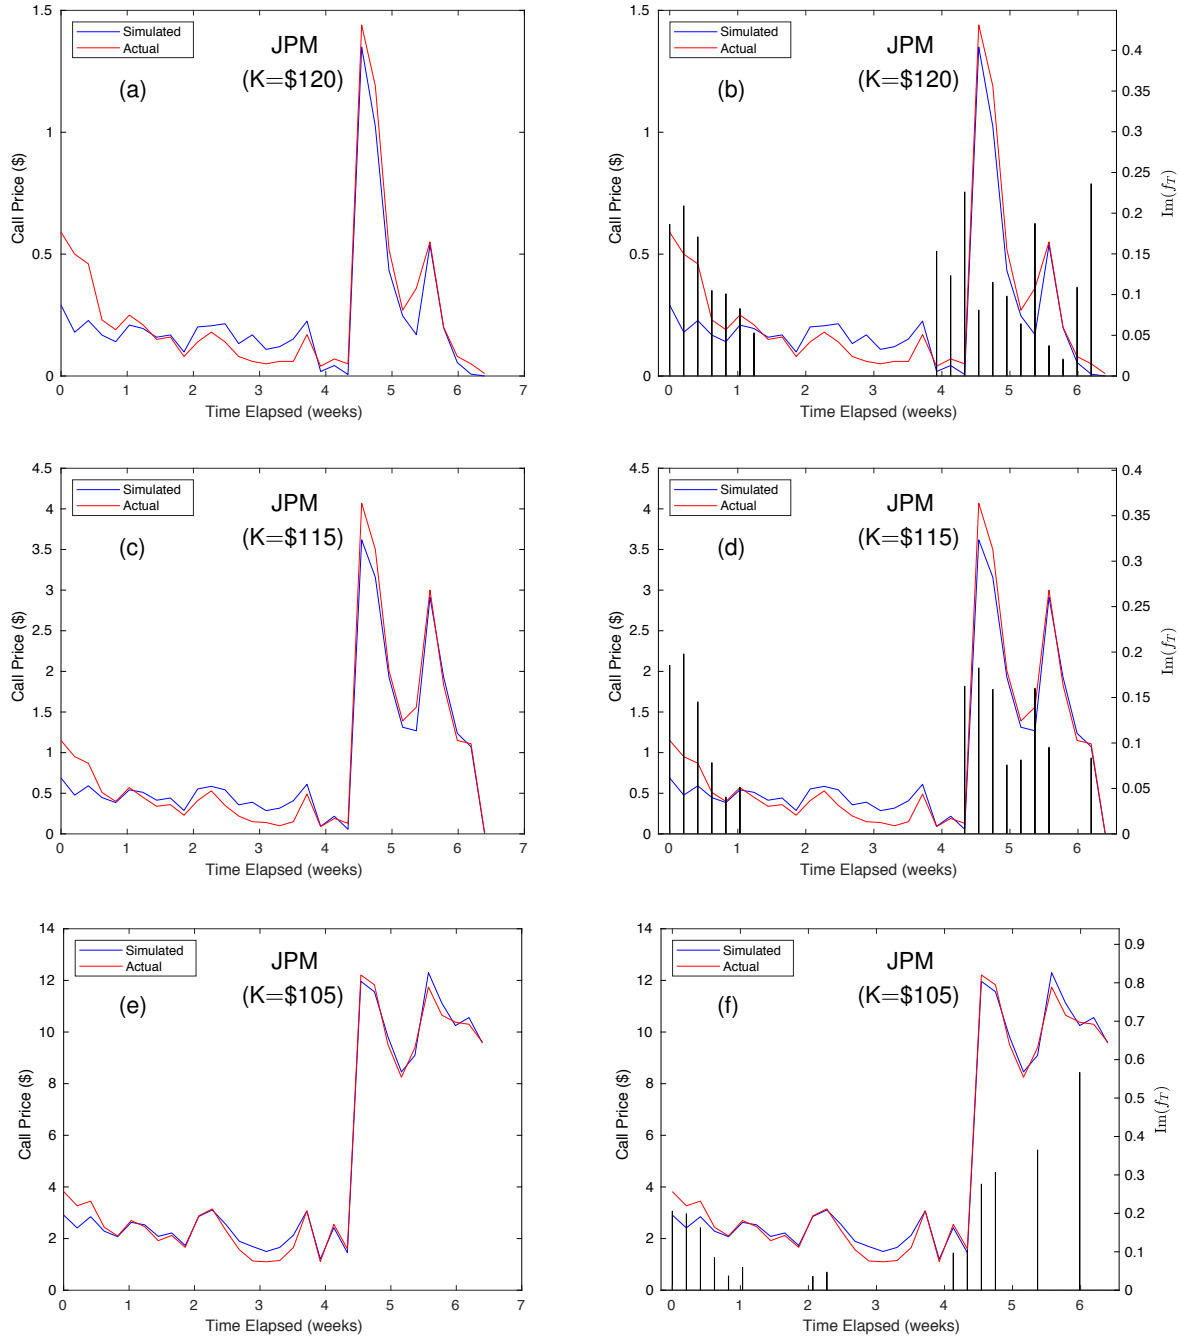 Simulated
Actual
JPM
(K=$120)
(a)
Call Price ($)
1.5
1
0.5
0
0 1 2 3 4 5 6 7
Time Elapsed (weeks)
Simulated
Actual
JPM
(K=$120)
(b)
Call Price ($)
1.5
1
0.5
0
0.4
0.35
0.3
0.25
0.2
0.15
0.1
0.05
0
Im(f_T)
0 1 2 3 4 5 6
Time Elapsed (weeks)
Simulated
Actual
JPM
(K=$115)
(c)
Call Price ($)
4.5
4
3.5
3
2.5
2
1.5
1
0.5
0
0 1 2 3 4 5 6 7
Time Elapsed (weeks)
Simulated
Actual
JPM
(K=$115)
(d)
Call Price ($)
4.5
4
3.5
3
2.5
2
1.5
1
0.5
0
0.4
0.35
0.3
0.25
0.2
0.15
0.1
0.05
0
Im(f_T)
0 1 2 3 4 5 6
Time Elapsed (weeks)
Simulated
Actual
JPM
(K=$105)
(e)
Call Price ($)
14
12
10
8
6
4
2
0
0 1 2 3 4 5 6 7
Time Elapsed (weeks)
Simulated
Actual
JPM
(K=$105)
(f)
Call Price ($)
14
12
10
8
6
4
2
0
0.9
0.8
0.7
0.6
0.5
0.4
0.3
0.2
0.1
0
Im(f_T)
0 1 2 3 4 5 6
Time Elapsed (weeks)